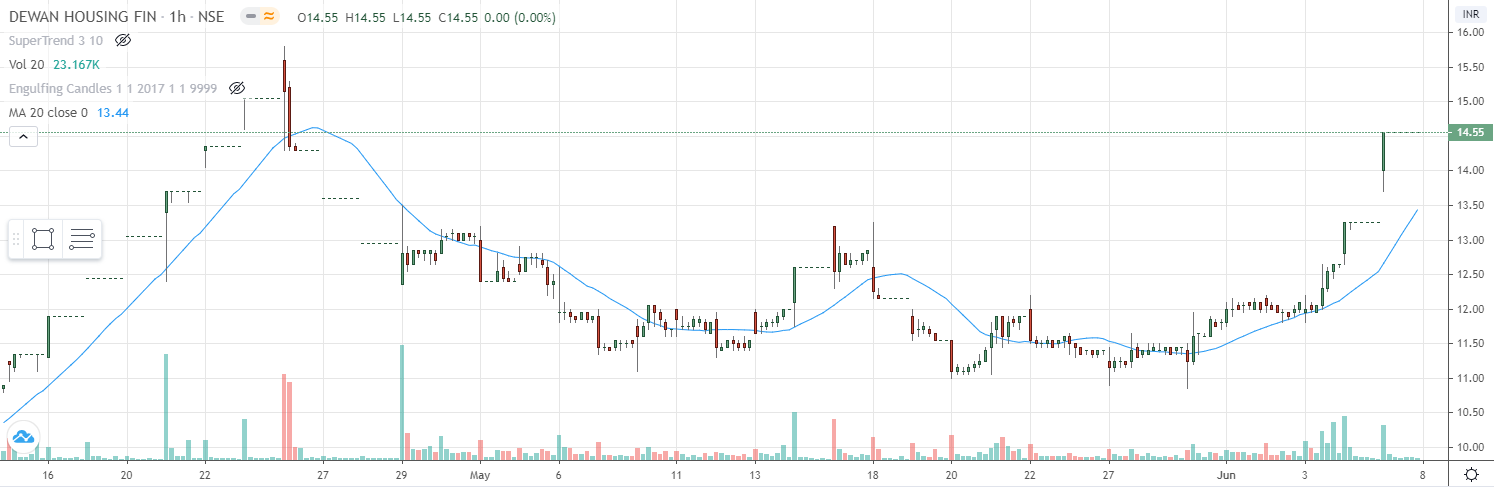 DEWAN HOUSING FIN · 1h · NSE O14.55 H14.55 L14.55 C14.55 0.00 (0.00%)
INR
SuperTrend 3 10
16.00
Vol 20 23.167K
15.50
Engulfing Candles 1 1 2017 1 1 9999
15.00
MA 20 close 0 13.44
14.55
14.00
13.50
13.00
12.50
12.00
11.50
11.00
10.50
10.00
16 20 22 27 29 May 6 11 13 18 20 22 27 Jun 3 8